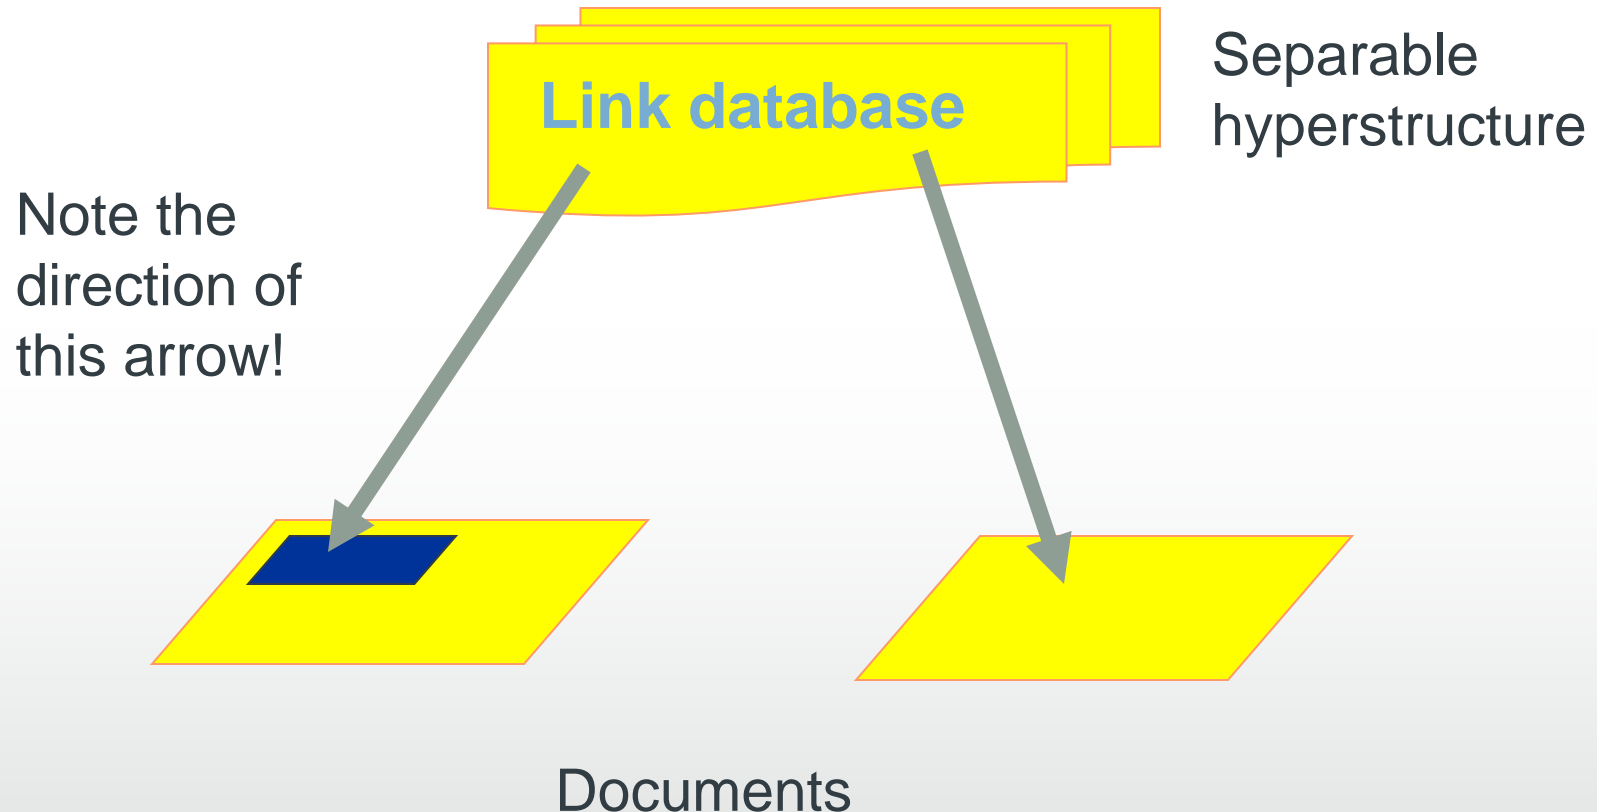 Link database
Separable
hyperstructure
Note the
direction of
this arrow!
Documents